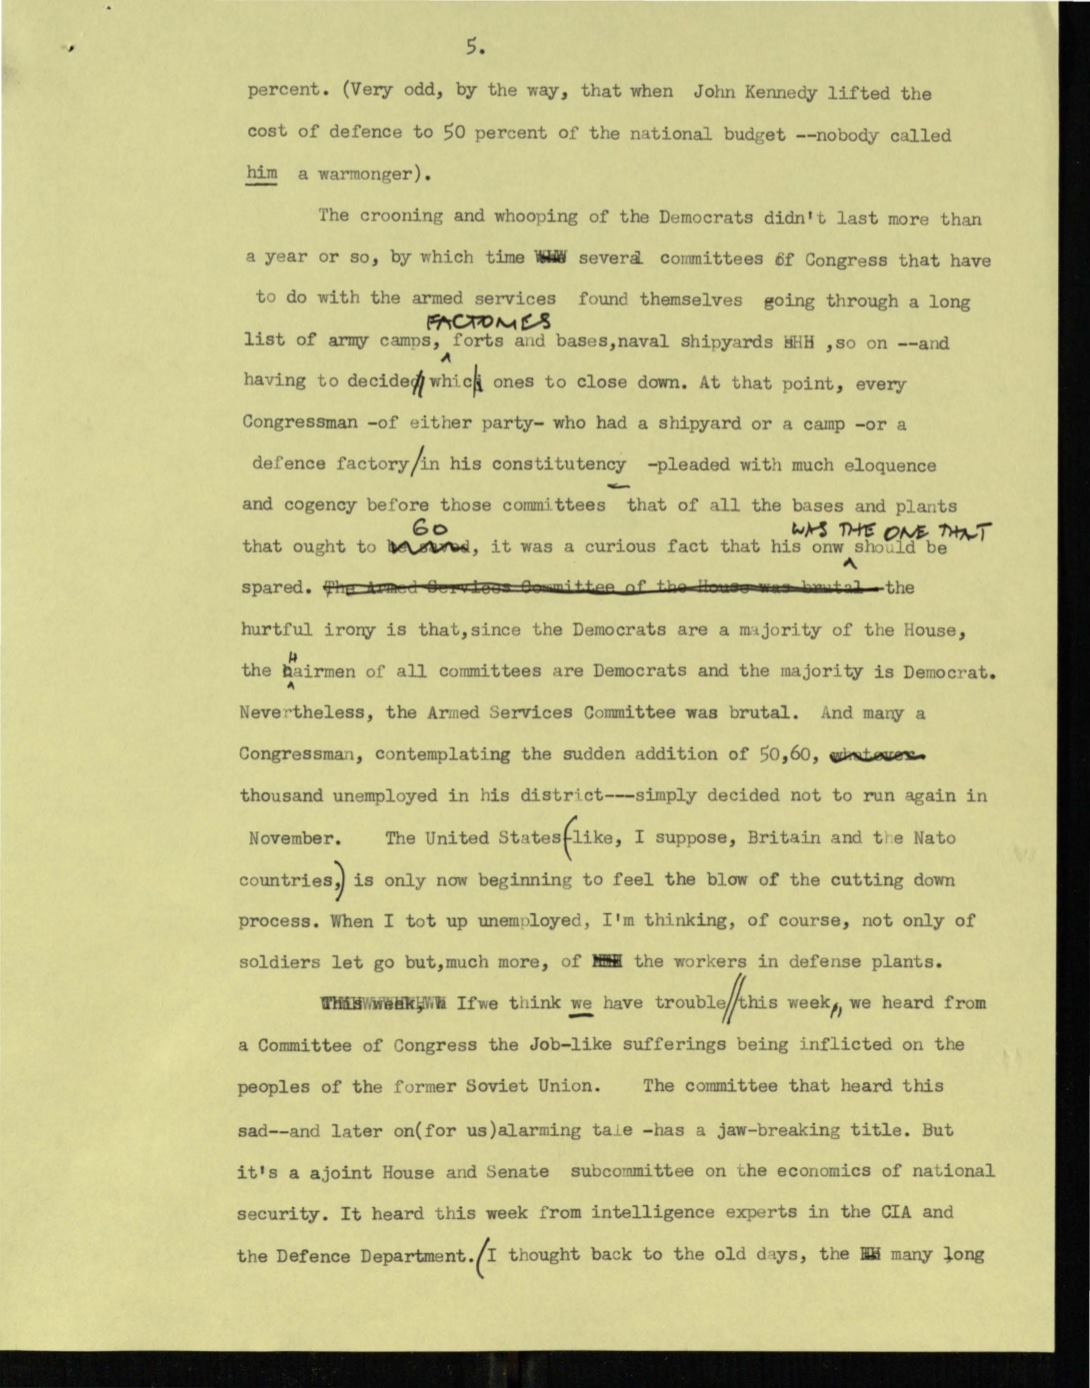 5.
percent. (Very odd, by the way, that when John Kennedy lifted the
cost of defence to 50 percent of the national budget --nobody called
him a warmonger).
The crooning and whooping of the Democrats didn't last more than
a year or so, by which time several committees of Congress that have
to do with the armed services found themselves going through a long
FACTORIES
list of army camps, forts and bases,naval shipyards ,so on --and
having to decide which ones to close down. At that point, every
Congressman -of either party- who had a shipyard or a camp -or a
defence factory/in his constitutency -pleaded with much eloquence
and cogency before those committees that of all the bases and plants
GO WAS THE ONE THAT
that ought to , it was a curious fact that his onw should be
spared. The Armed Services Committee of the House was brutal the
hurtful irony is that,since the Democrats are a majority of the House,
H
the hairmen of all committees are Democrats and the majority is Democrat.
Nevertheless, the Armed Services Committee was brutal. And many a
Congressman, contemplating the sudden addition of 50,60, whatever
thousand unemployed in his district---simply decided not to run again in
November. The United States(like, I suppose, Britain and the Nato
countries,) is only now beginning to feel the blow of the cutting down
process. When I tot up unemployed, I'm thinking, of course, not only of
soldiers let go but,much more, of the workers in defense plants.
This week, Ifwe think we have trouble//this week, we heard from
a Committee of Congress the Job-like sufferings being inflicted on the
peoples of the former Soviet Union. The committee that heard this
sad--and later on(for us)alarming tale -has a jaw-breaking title. But
it's a ajoint House and Senate subcommittee on the economics of national
security. It heard this week from intelligence experts in the CIA and
the Defence Department.(I thought back to the old days, the many long